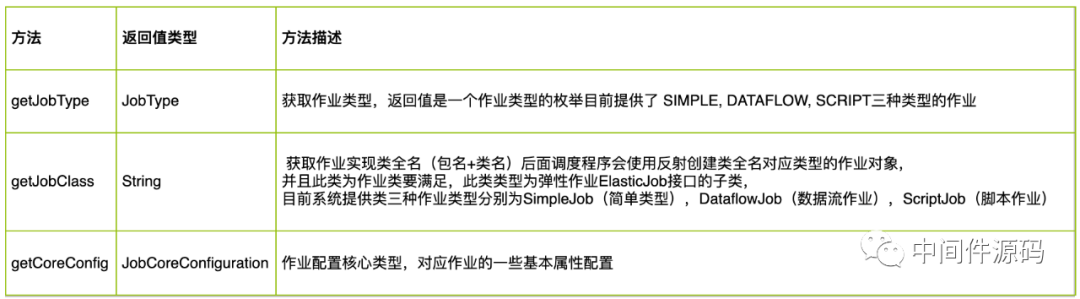 方法 返回值类型 方法描述
getJobType JobType 获取作业类型，返回值是一个作业类型的枚举目前提供了 SIMPLE, DATAFLOW, SCRIPT三种类型的作业
获取作业实现类全名（包名+类名）后面调度程序会使用反射创建类全名对应类型的作业对象，
getJobClass String 并且此类为作业类要满足，此类类型为弹性作业ElasticJob接口的子类，
目前系统提供类三种作业类型分别为SimpleJob（简单类型），DataflowJob（数据流作业），ScriptJob（脚本作业）
getCoreConfig JobCoreConfiguration 作业配置核心类型，对应作业的一些基本属性配置
中间件源码